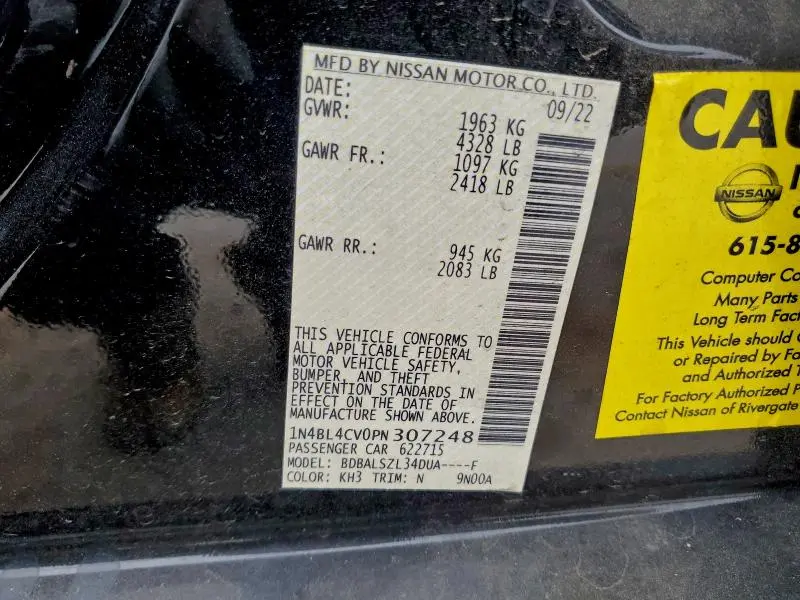 MFD BY NISSAN MOTOR CO., LTD.
DATE: 09/22
GVWR: 1963 KG
4328 LB
GAWR FR.: 1097 KG
2418 LB
GAWR RR.: 945 KG
2083 LB
THIS VEHICLE CONFORMS TO
ALL APPLICABLE FEDERAL
MOTOR VEHICLE SAFETY,
BUMPER, AND THEFT
PREVENTION STANDARDS IN
EFFECT ON THE DATE OF
MANUFACTURE SHOWN ABOVE.
1N4BL4CV0PN307248
PASSENGER CAR 622715
MODEL: BDBALSZL34DUA----F
COLOR: KH3 TRIM: N 9N00A
NISSAN
615-8
Computer
Many Parts
Long Term
This Vehicle should
or Repaired by
and Authorized
For Factory Authorized
Contact Nissan of Rivergate